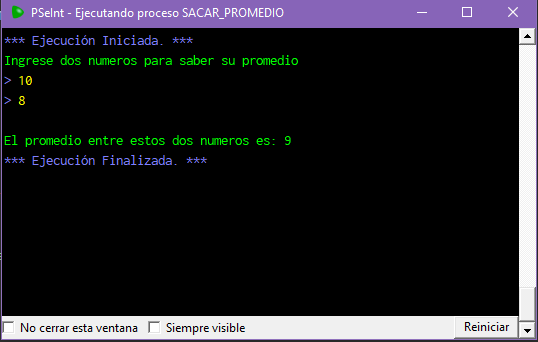 PSeInt - Ejecutando proceso SACAR_PROMEDIO
*** Ejecución Iniciada. ***
Ingrese dos numeros para saber su promedio
> 10
> 8
El promedio entre estos dos numeros es: 9
*** Ejecución Finalizada. ***
No cerrar esta ventana Siempre visible Reiniciar